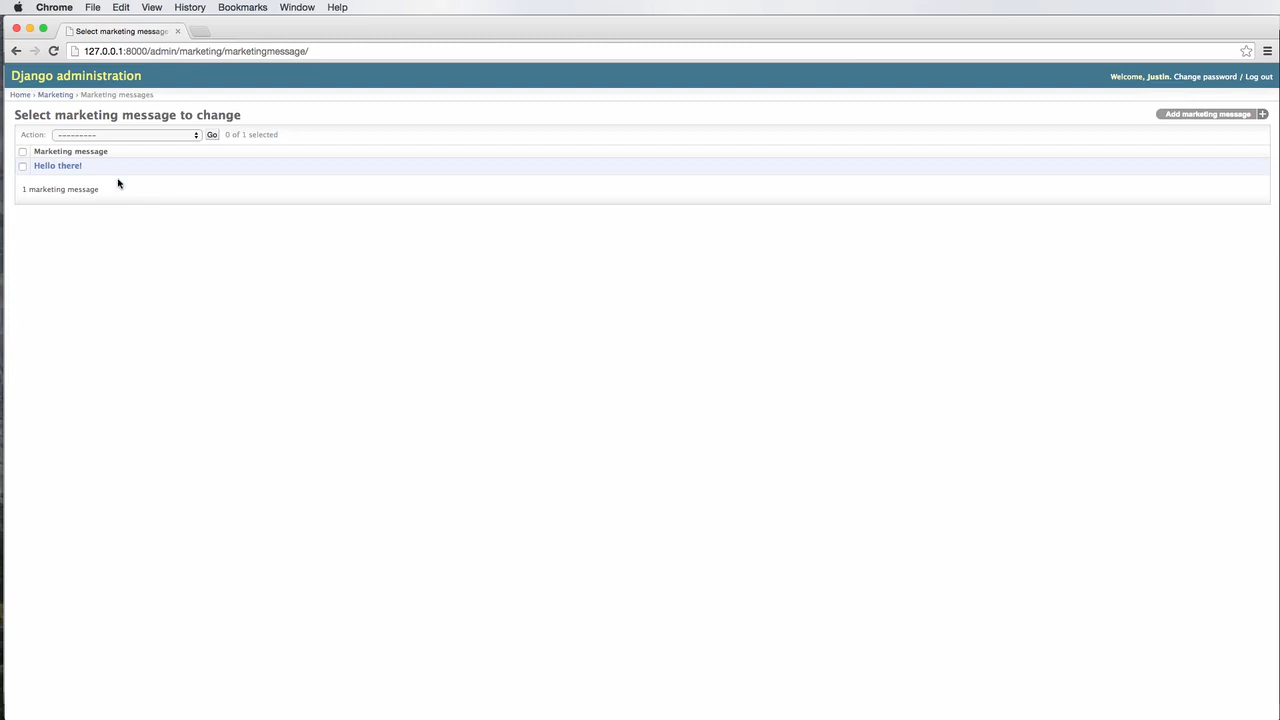 Chrome File Edit View History Bookmarks Window Help
Select marketing message
127.0.0.1:8000/admin/marketing/marketingmessage/
Django administration
Welcome, Justin. Change password / Log out
Home › Marketing › Marketing messages
Select marketing message to change
Add marketing message +
Action: --------- Go 0 of 1 selected
Marketing message
Hello there!
1 marketing message